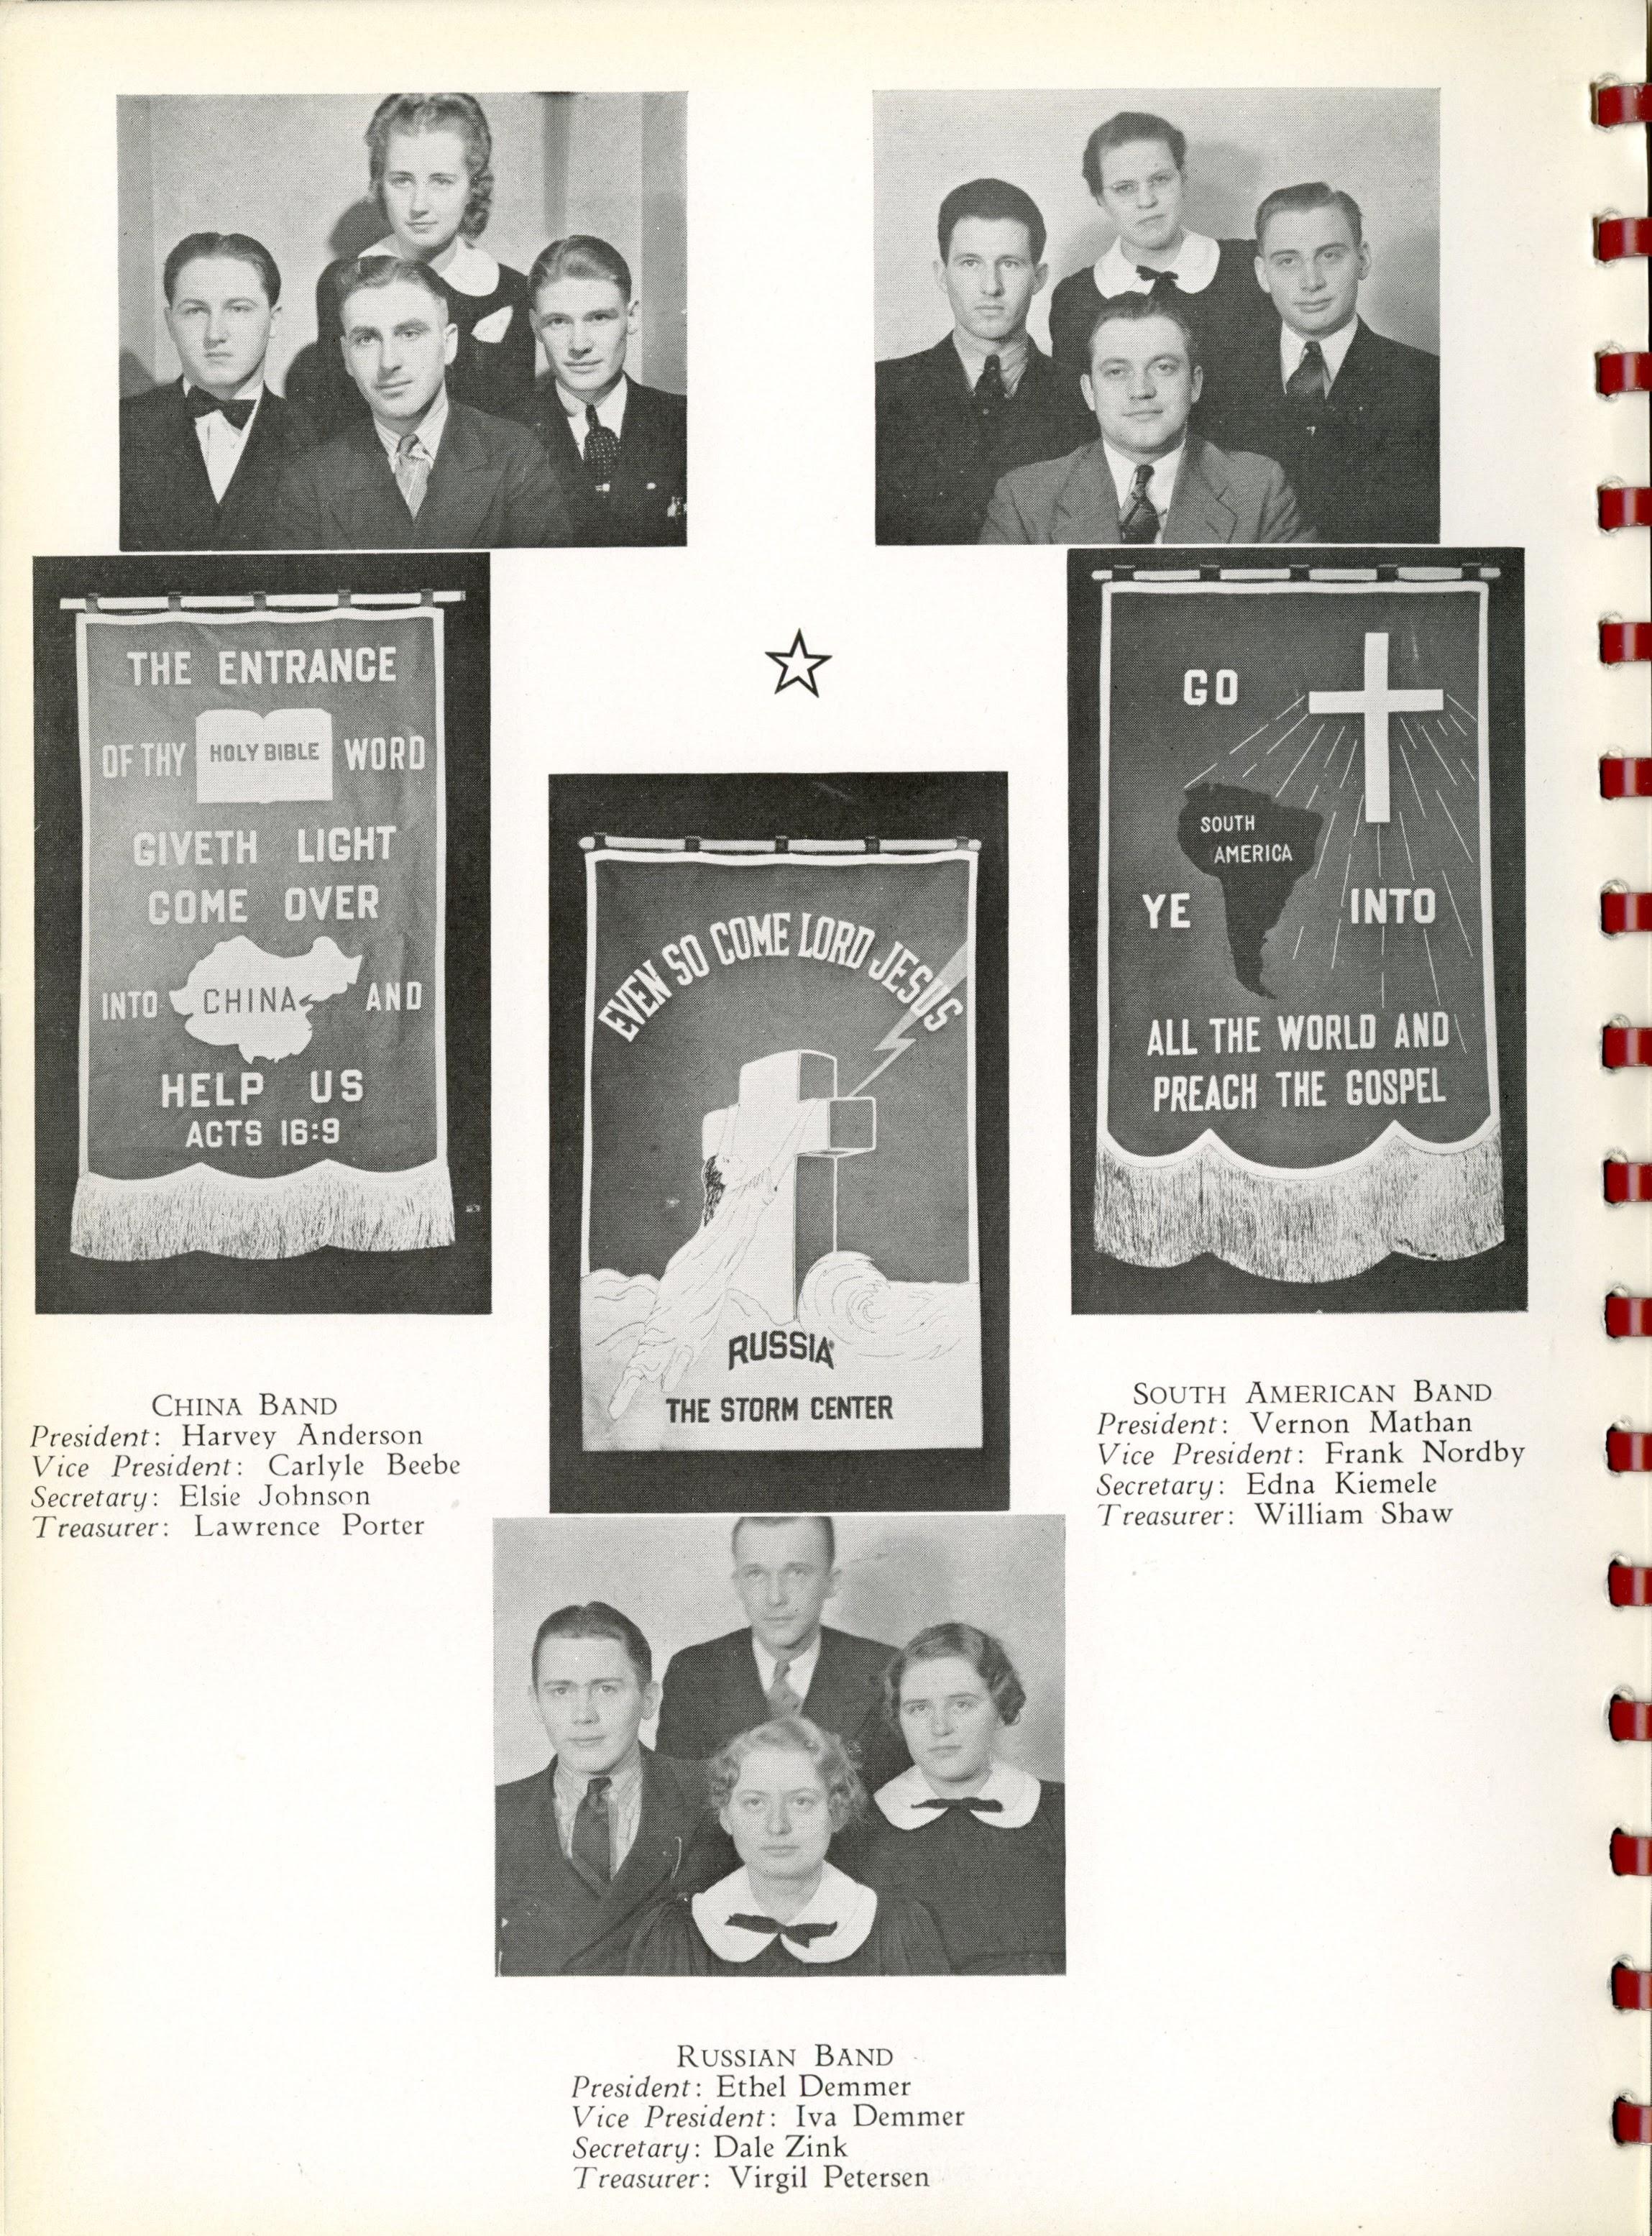 THE ENTRANCE
OF THY HOLY BIBLE WORD
GIVETH LIGHT
COME OVER
INTO CHINA AND
HELP US
ACTS 16:9
EVEN SO COME LORD JESUS
RUSSIA
THE STORM CENTER
GO
SOUTH
AMERICA
YE INTO
ALL THE WORLD AND
PREACH THE GOSPEL
CHINA BAND
President: Harvey Anderson
Vice President: Carlyle Beebe
Secretary: Elsie Johnson
Treasurer: Lawrence Porter
SOUTH AMERICAN BAND
President: Vernon Mathan
Vice President: Frank Nordby
Secretary: Edna Kiemele
Treasurer: William Shaw
RUSSIAN BAND
President: Ethel Demmer
Vice President: Iva Demmer
Secretary: Dale Zink
Treasurer: Virgil Petersen